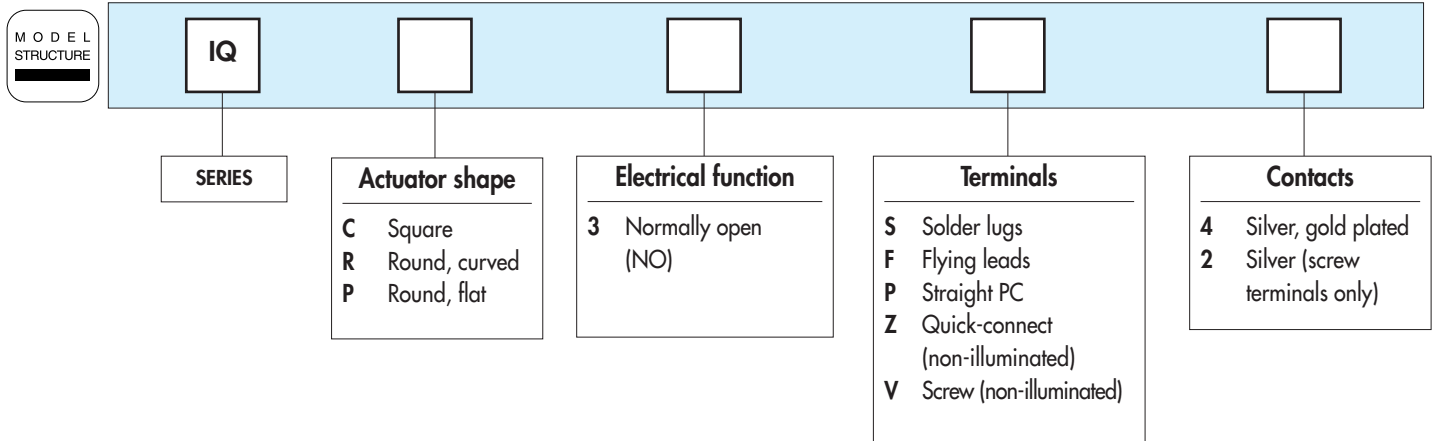 MODEL
STRUCTURE
IQ
SERIES
Actuator shape
C Square
R Round, curved
P Round, flat
Electrical function
3 Normally open
(NO)
Terminals
S Solder lugs
F Flying leads
P Straight PC
Z Quick-connect
(non-illuminated)
V Screw (non-illuminated)
Contacts
4 Silver, gold plated
2 Silver (screw
terminals only)